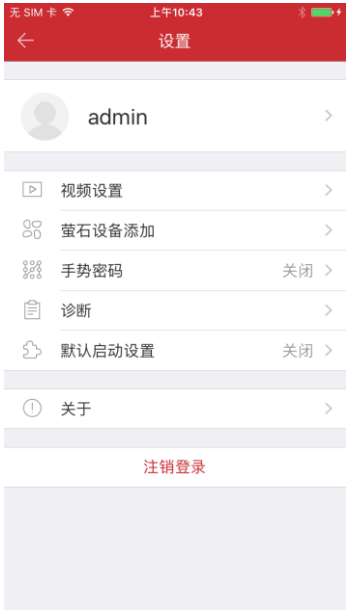 无 SIM 卡 上午10:43
设置
admin
视频设置
萤石设备添加
手势密码 关闭
诊断
默认启动设置 关闭
关于
注销登录